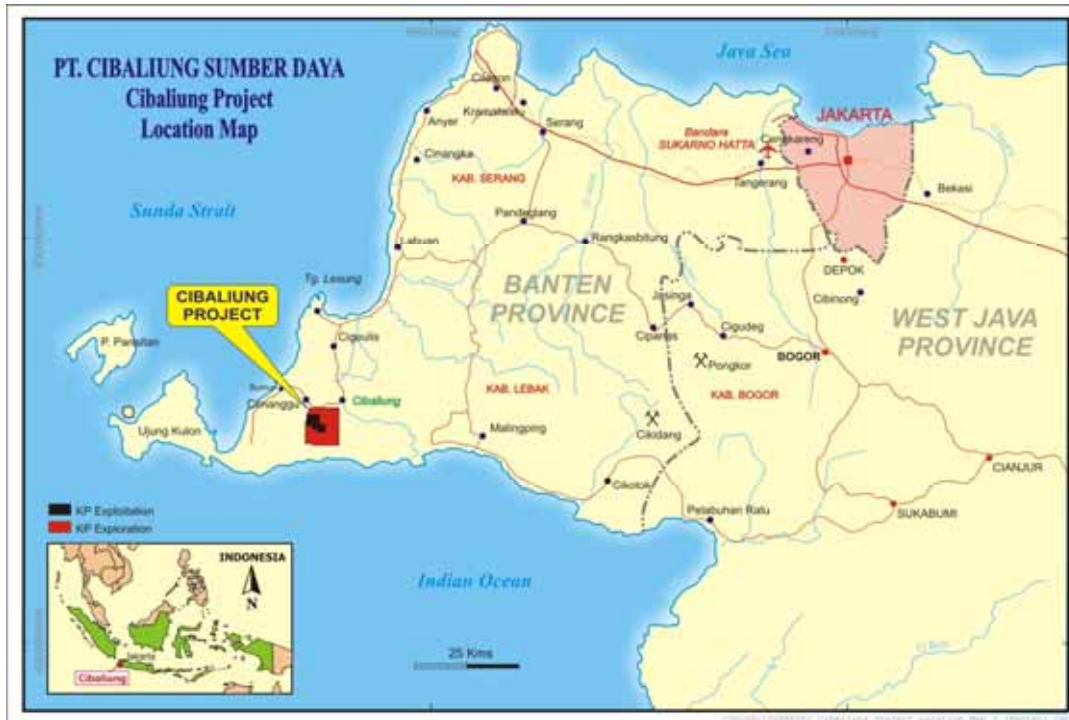 PT. CIBALIUNG SUMBER DAYA
Cibaliung Project
Location Map
Java Sea
Cilegon
Anyer
Serang
Cinangka
KAB. SERANG
Bandara
SUKARNO HATTA
JAKARTA
Cengkareng
Tangerang
Bekasi
Sunda Strait
Pandeglang
Labuan
Rangkasbitung
DEPOK
Tg. Lesung
CIBALIUNG
PROJECT
BANTEN
PROVINCE
Jasinga
Cibinong
WEST JAVA
PROVINCE
P. Panaitan
Cigeulis
Cipanas
Cigudeg
BOGOR
Pongkor
Sumur
Cimanggu
Cibaliung
KAB. LEBAK
KAB. BOGOR
Ujung Kulon
Malingping
Cikidang
CIANJUR
Cikotok
KP Exploitation
KP Exploration
Pelabuhan Ratu
SUKABUMI
INDONESIA
N
Jakarta
Cibaliung
Indian Ocean
25 Kms